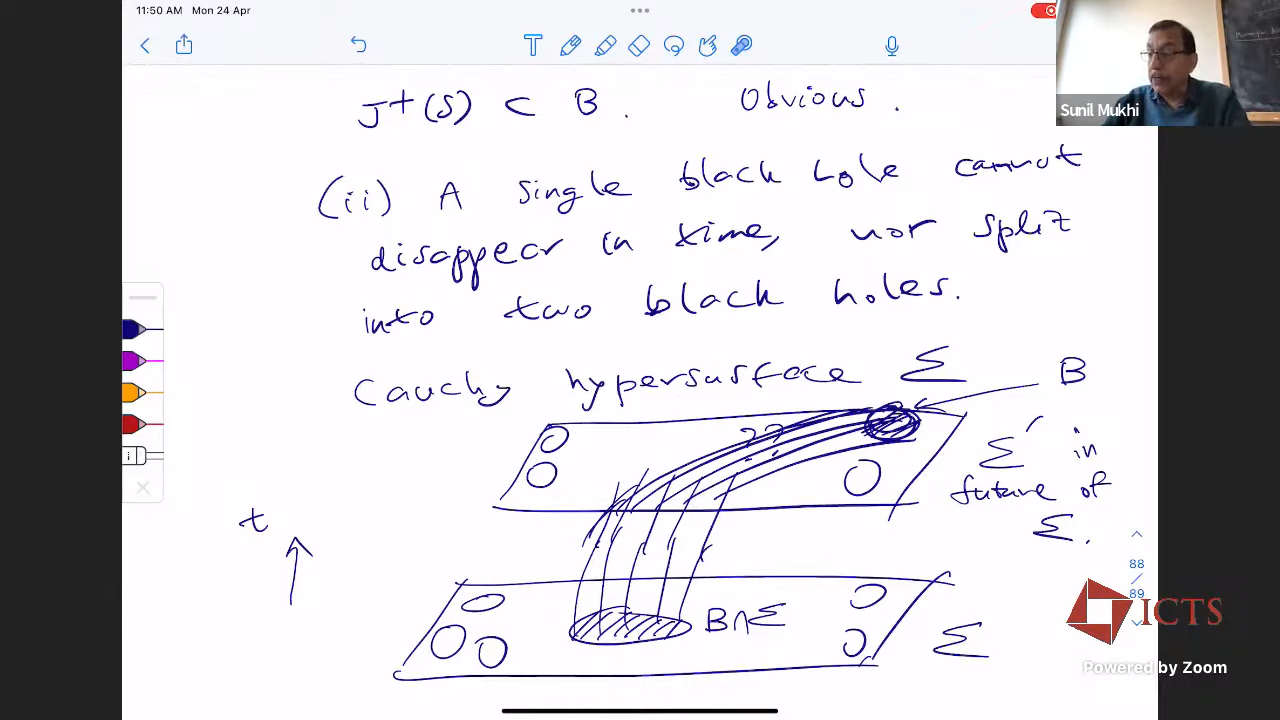 11:50 AM Mon 24 Apr
Sunil Mukhi
J+(S) ⊂ B. Obvious.
(ii) A single black hole cannot
disappear in time, nor split
into two black holes.
Cauchy hypersurface Σ
B
??
Σ' in
future of
Σ.
t
88
89
B∩Σ
Σ
ICTS
Powered by Zoom